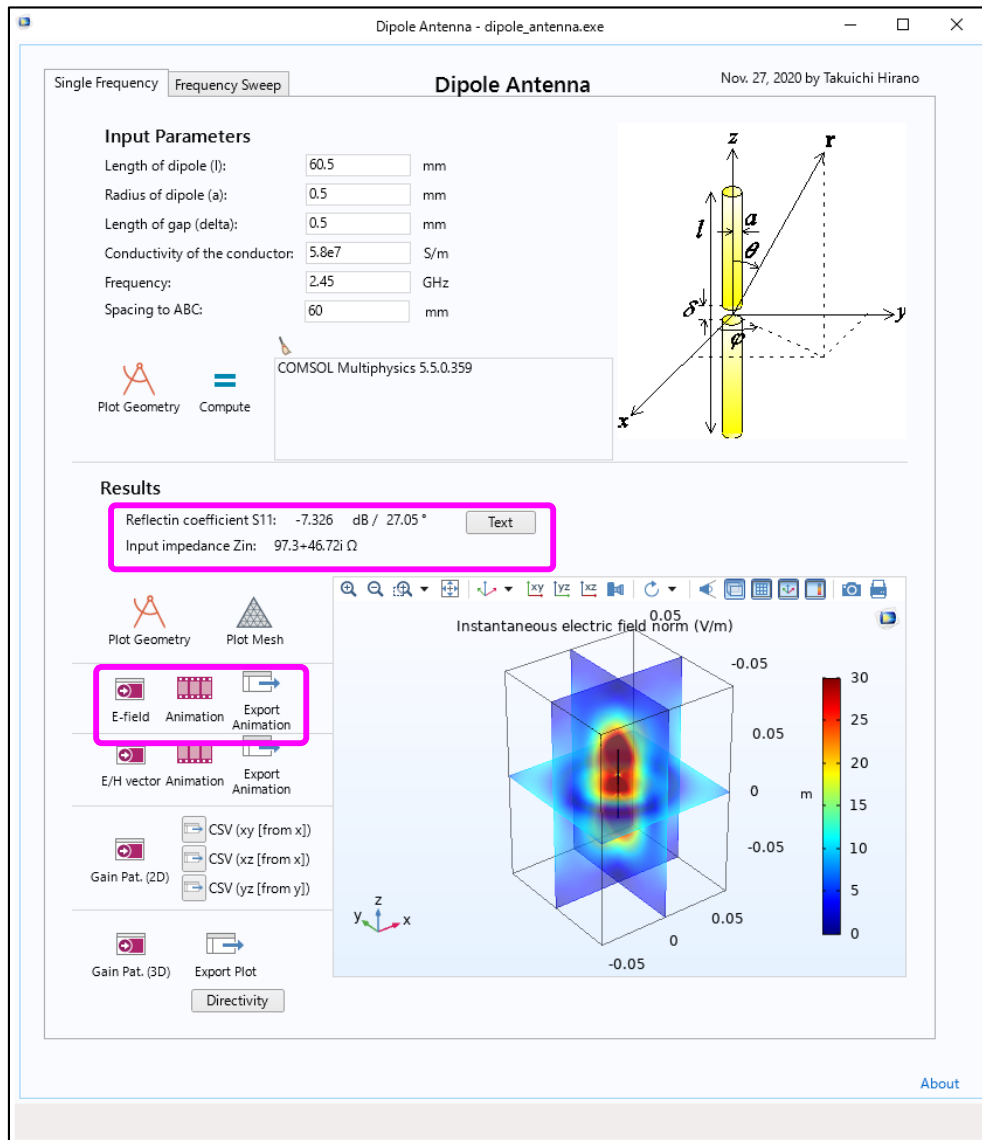 Dipole Antenna - dipole_antenna.exe
Single Frequency
Frequency Sweep
Dipole Antenna
Nov. 27, 2020 by Takuichi Hirano
Input Parameters
Length of dipole (l): 60.5 mm
Radius of dipole (a): 0.5 mm
Length of gap (delta): 0.5 mm
Conductivity of the conductor: 5.8e7 S/m
Frequency: 2.45 GHz
Spacing to ABC: 60 mm
z
r
l
a
θ
δ
y
φ
x
Plot Geometry
Compute
COMSOL Multiphysics 5.5.0.359
Results
Reflectin coefficient S11: -7.326 dB / 27.05 °
Text
Input impedance Zin: 97.3+46.72i Ω
Plot Geometry
Plot Mesh
E-field
Animation
Export
Animation
E/H vector
Animation
Export
Animation
Gain Pat. (2D)
CSV (xy [from x])
CSV (xz [from x])
CSV (yz [from y])
Gain Pat. (3D)
Export Plot
Directivity
xy
yz
xz
Instantaneous electric field norm (V/m)
0.05
-0.05
0.05
0
m
-0.05
0.05
0
-0.05
z
y
x
30
25
20
15
10
5
0
About